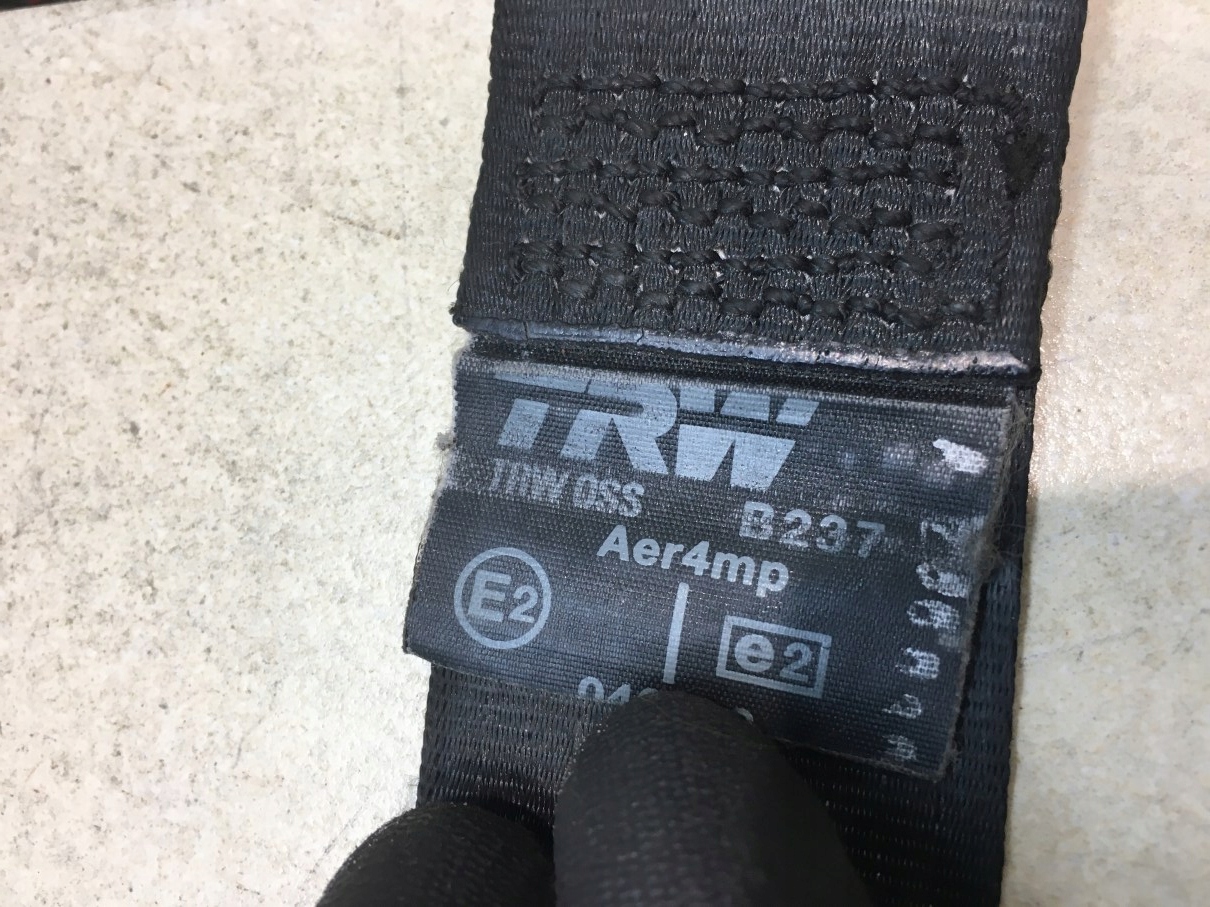 TRW
TRW OSS
B237
Aer4mp
E2
e2